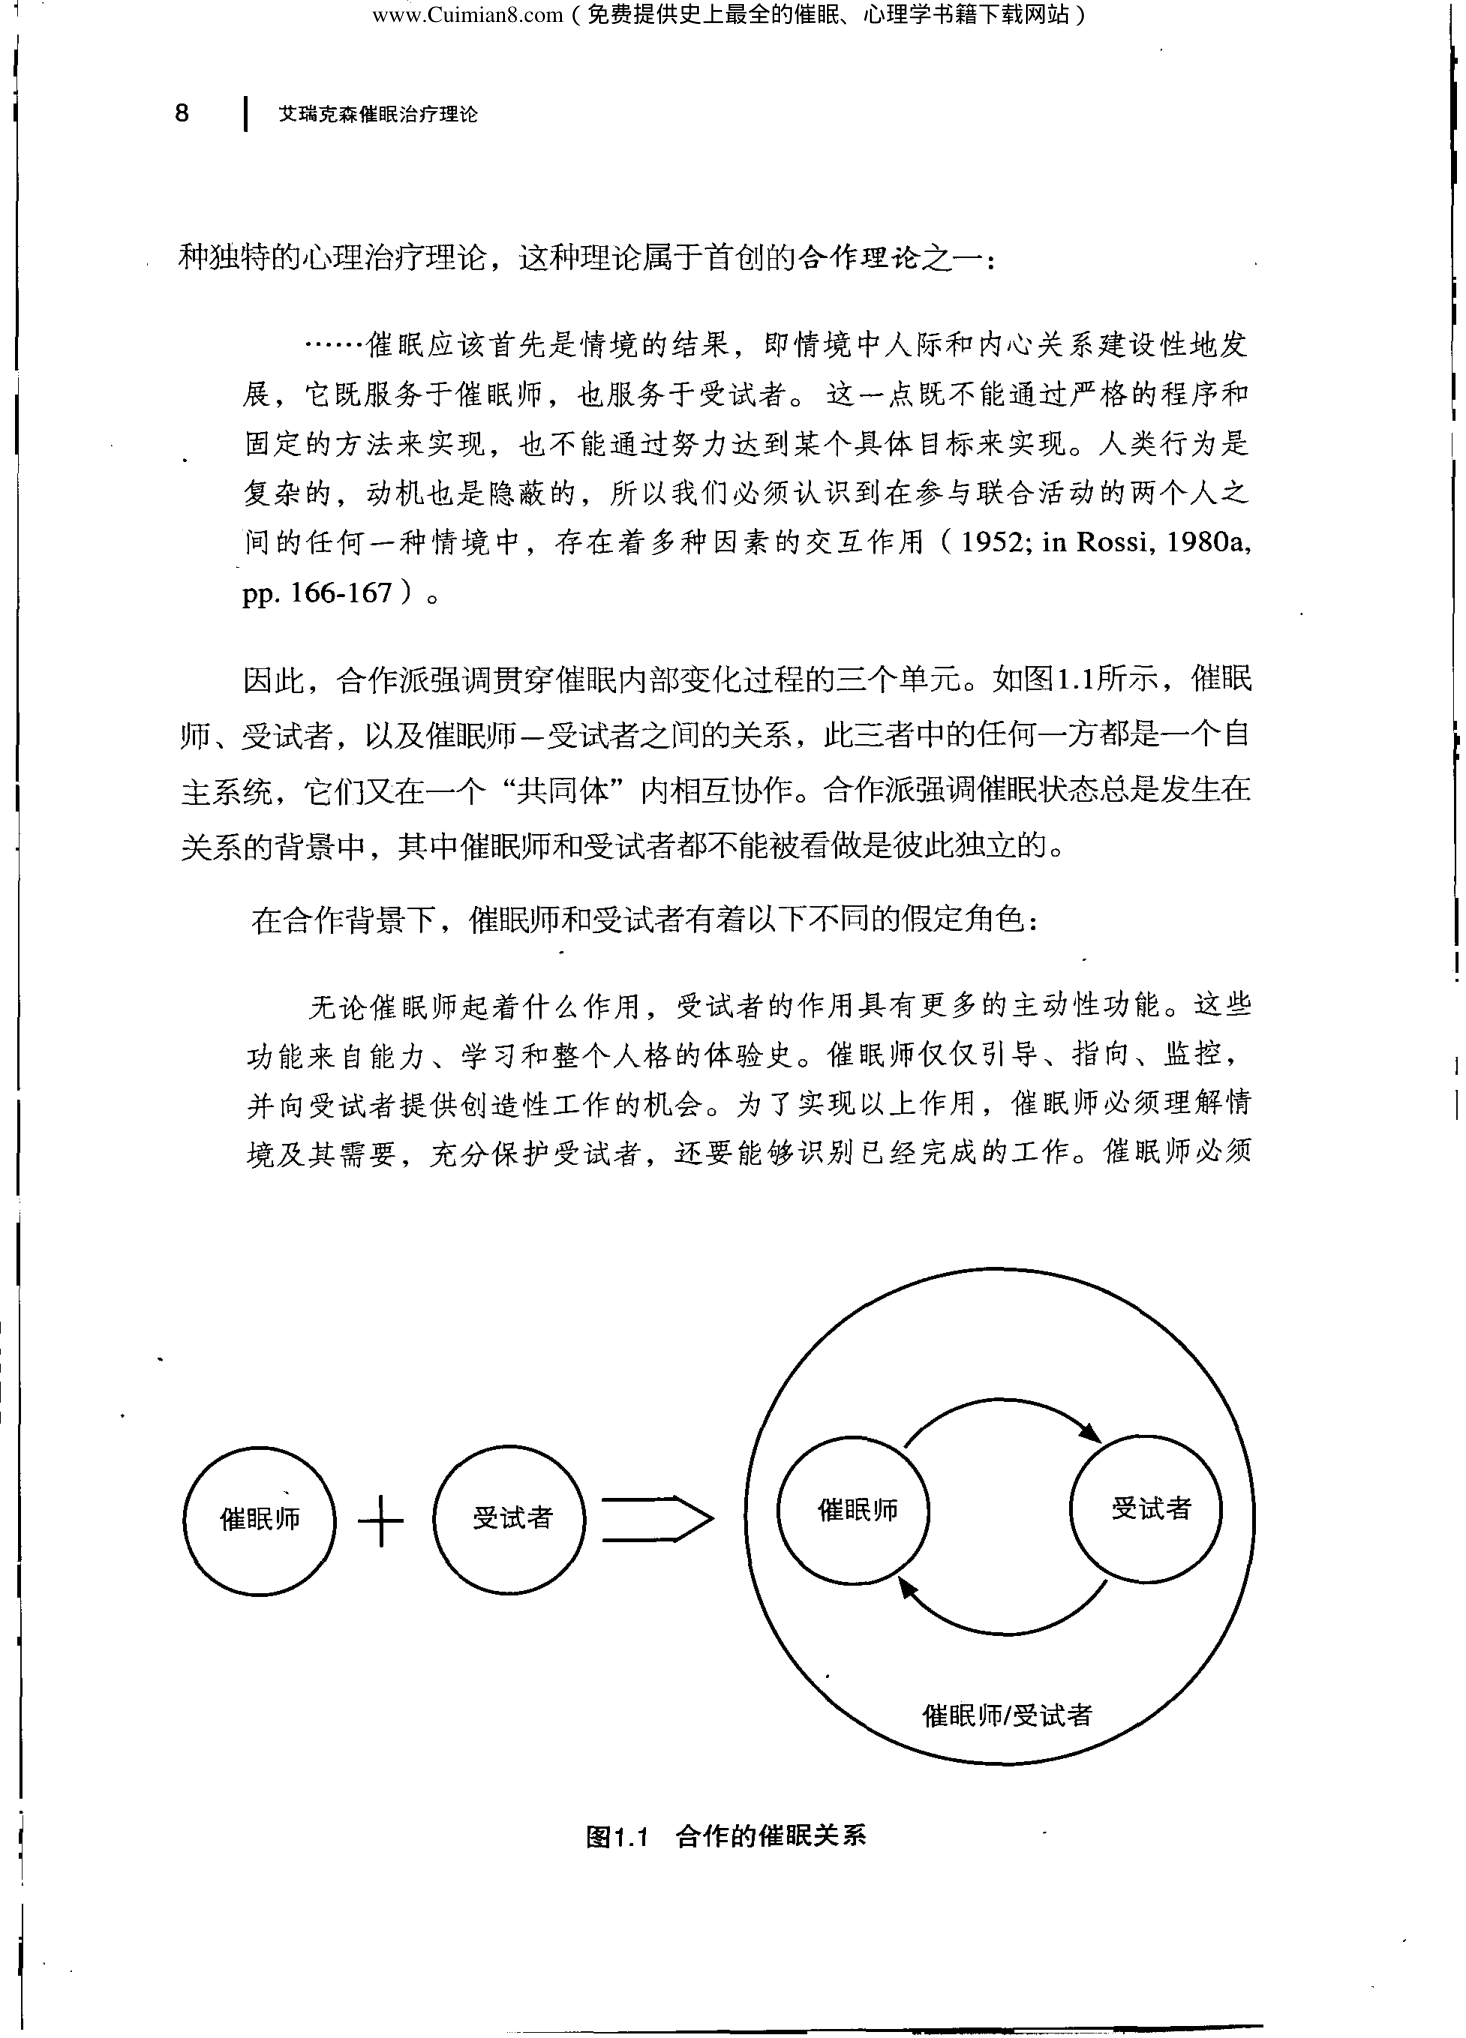 www.Cuimian8.com（免费提供史上最全的催眠、心理学书籍下载网站）
8 艾瑞克森催眠治疗理论
种独特的心理治疗理论，这种理论属于首创的合作理论之一：
……催眠应该首先是情境的结果，即情境中人际和内心关系建设性地发
展，它既服务于催眠师，也服务于受试者。这一点既不能通过严格的程序和
固定的方法来实现，也不能通过努力达到某个具体目标来实现。人类行为是
复杂的，动机也是隐蔽的，所以我们必须认识到在参与联合活动的两个人之
间的任何一种情境中，存在着多种因素的交互作用（1952; in Rossi, 1980a,
pp. 166-167）。
因此，合作派强调贯穿催眠内部变化过程的三个单元。如图1.1所示，催眠
师、受试者，以及催眠师－受试者之间的关系，此三者中的任何一方都是一个自
主系统，它们又在一个“共同体”内相互协作。合作派强调催眠状态总是发生在
关系的背景中，其中催眠师和受试者都不能被看做是彼此独立的。
在合作背景下，催眠师和受试者有着以下不同的假定角色：
无论催眠师起着什么作用，受试者的作用具有更多的主动性功能。这些
功能来自能力、学习和整个人格的体验史。催眠师仅仅引导、指向、监控，
并向受试者提供创造性工作的机会。为了实现以上作用，催眠师必须理解情
境及其需要，充分保护受试者，还要能够识别已经完成的工作。催眠师必须
催眠师 + 受试者
催眠师 受试者
催眠师/受试者
图1.1 合作的催眠关系